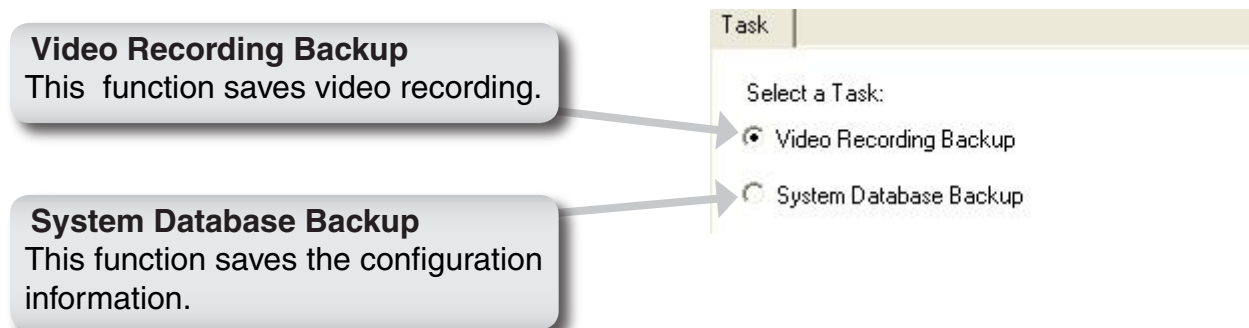 Video Recording Backup
This function saves video recording.
System Database Backup
This function saves the configuration
information.
Task
Select a Task:
Video Recording Backup
System Database Backup